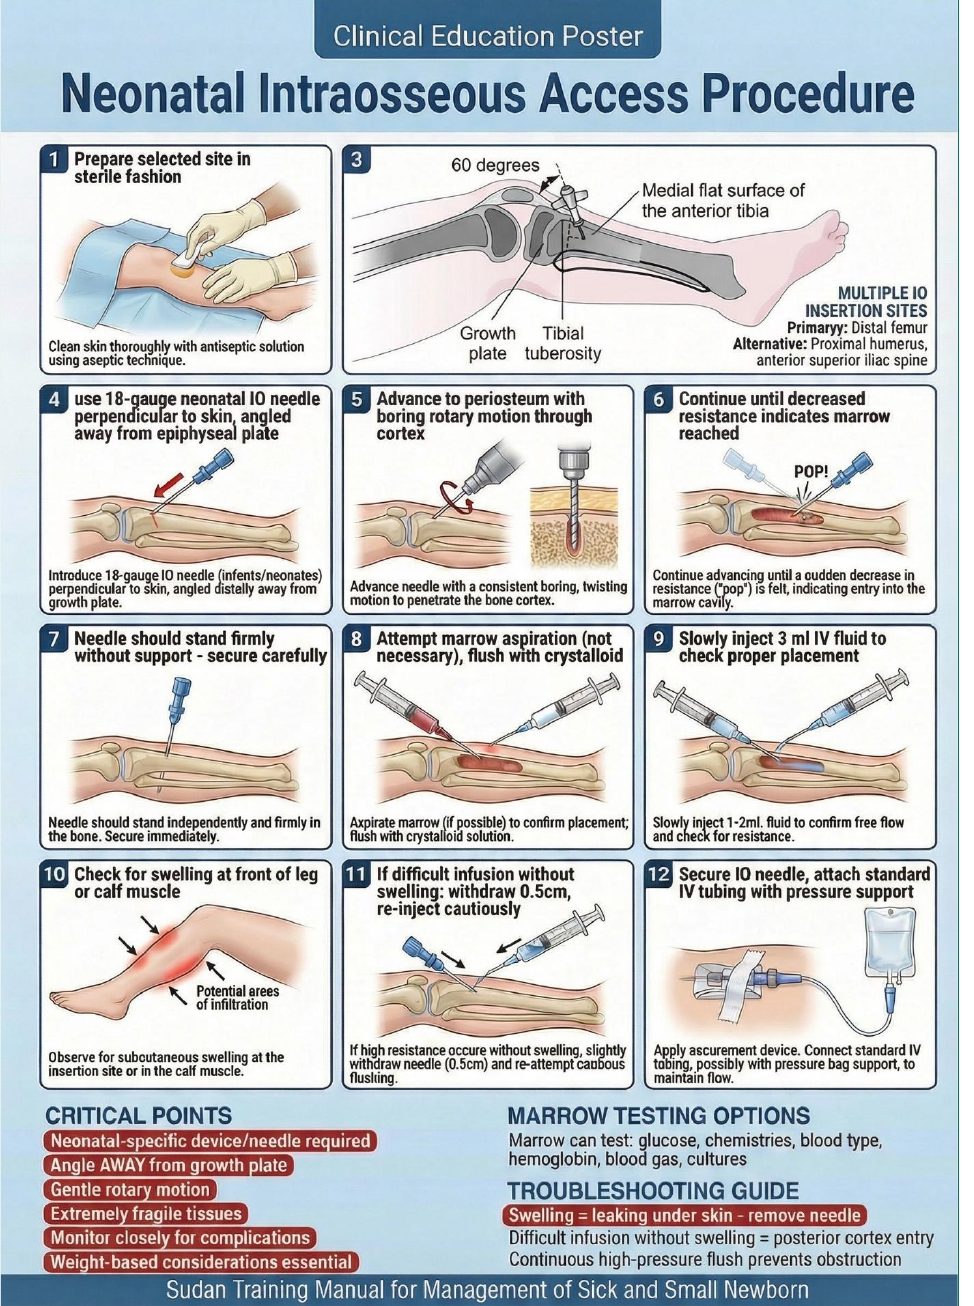 Clinical Education Poster
Neonatal Intraosseous Access Procedure
1
Prepare selected site in
sterile fashion
Clean skin thoroughly with antiseptic solution
using aseptic technique.
3
60 degrees
Medial flat surface of
the anterior tibia
Growth
plate
Tibial
tuberosity
MULTIPLE IO
INSERTION SITES
Primaryy: Distal femur
Alternative: Proximal humerus,
anterior superior iliac spine
4
use 18-gauge neonatal IO needle
perpendicular to skin, angled
away from epiphyseal plate
Introduce 18-gauge IO needle (infents/neonates)
perpendicular to skin, angled distelly away from
growth plate.
5
Advance to periosteum with
boring rotary motion through
cortex
Advance needle with a consistent boring, twisting
motion to penetrate the bone cortex.
6
Continue until decreased
resistance indicates marrow
reached
POP!
Continue advancing until a oudden decrease in
resistance ("pop") is felt, indicating entry into the
marrow cavily.
7
Needle should stand firmly
without support - secure carefully
Needle should stand independently and firmly in
the bone. Secure immediately.
8
Attempt marrow aspiration (not
necessary), flush with crystalloid
Axpirate marrow (if possible) to confirm placement;
flush with crystalloid solution.
9
Slowly inject 3 ml IV fluid to
check proper placement
Slowly inject 1-2ml. fluid to confirm free flow
and check for resistance.
10
Check for swelling at front of leg
or calf muscle
Potential areas
of infiltration
Observe for subcutaneous swelling at the
insertion site or in the calf muscle.
11
If difficult infusion without
swelling: withdraw 0.5cm,
re-inject cautiously
If high resistance occure without swelling, slightly
withdraw needle (0.5cm) and re-attempt caubous
flushing.
12
Secure IO needle, attach standard
IV tubing with pressure support
Apply ascurement device. Connect standard IV
tobing, possibly with pressure bag support, to
maintain flow.
CRITICAL POINTS
Neonatal-specific device/needle required
Angle AWAY from growth plate
Gentle rotary motion
Extremely fragile tissues
Monitor closely for complications
Weight-based considerations essential
MARROW TESTING OPTIONS
Marrow can test: glucose, chemistries, blood type,
hemoglobin, blood gas, cultures
TROUBLESHOOTING GUIDE
Swelling = leaking under skin - remove needle
Difficult infusion without swelling = posterior cortex entry
Continuous high-pressure flush prevents obstruction
Sudan Training Manual for Management of Sick and Small Newborn